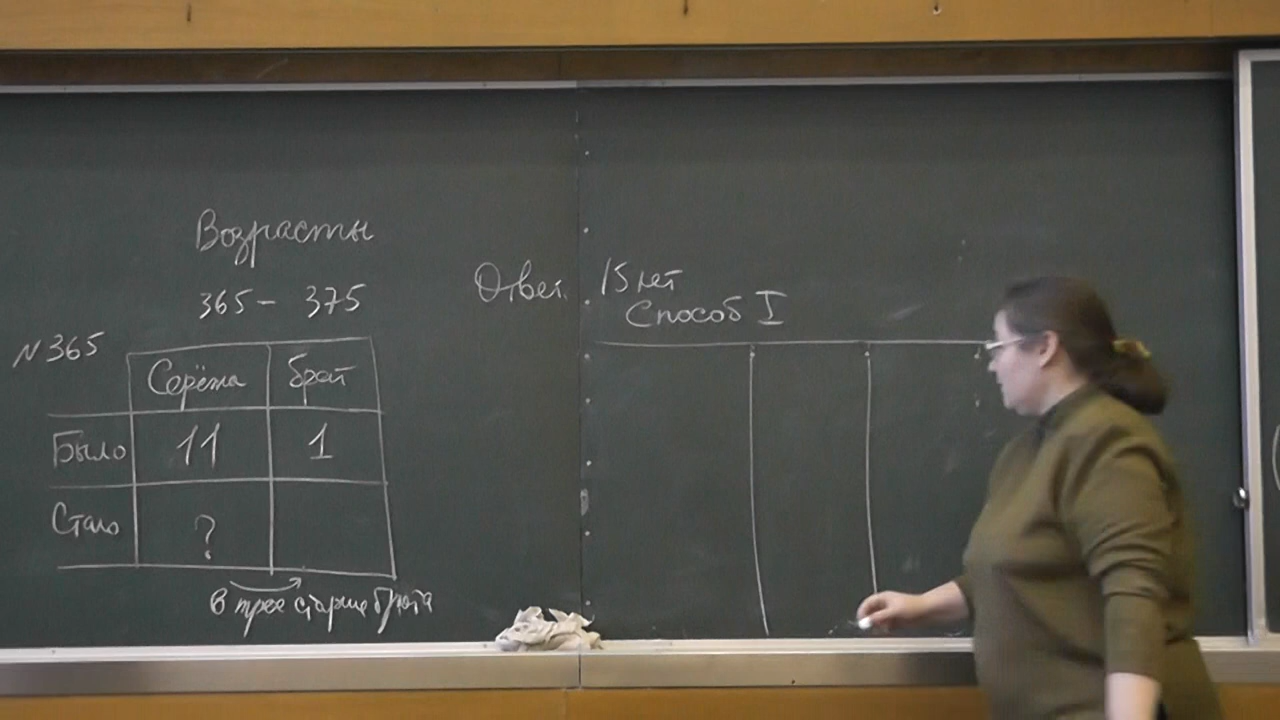 Возрасты
365 - 375
№365
Серёжа брат
Было 11 1
Стало ?
в трое старше брата
Ответ. 15 лет
Способ I